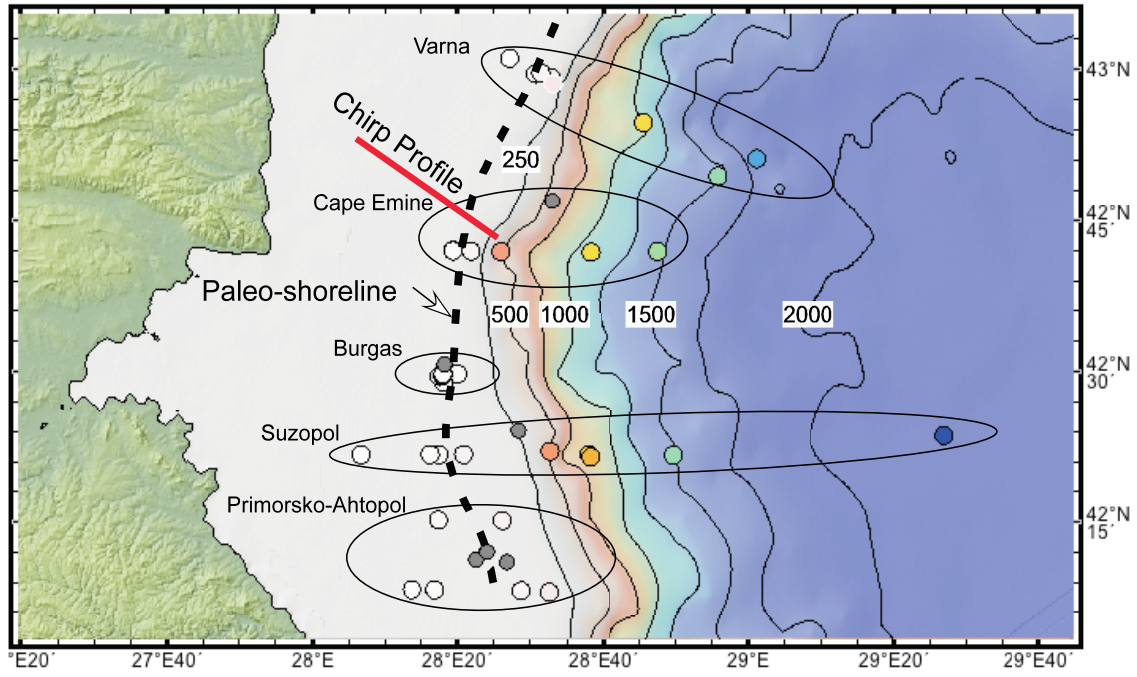 Varna
43°N
Chirp Profile
250
Cape Emine
42°N
45'
Paleo-shoreline
500
1000
1500
2000
Burgas
42°N
30'
Suzopol
Primorsko-Ahtopol
42°N
15'
°E20'
27°E40'
28°E
28°E20'
28°E40'
29°E
29°E20'
29°E40'